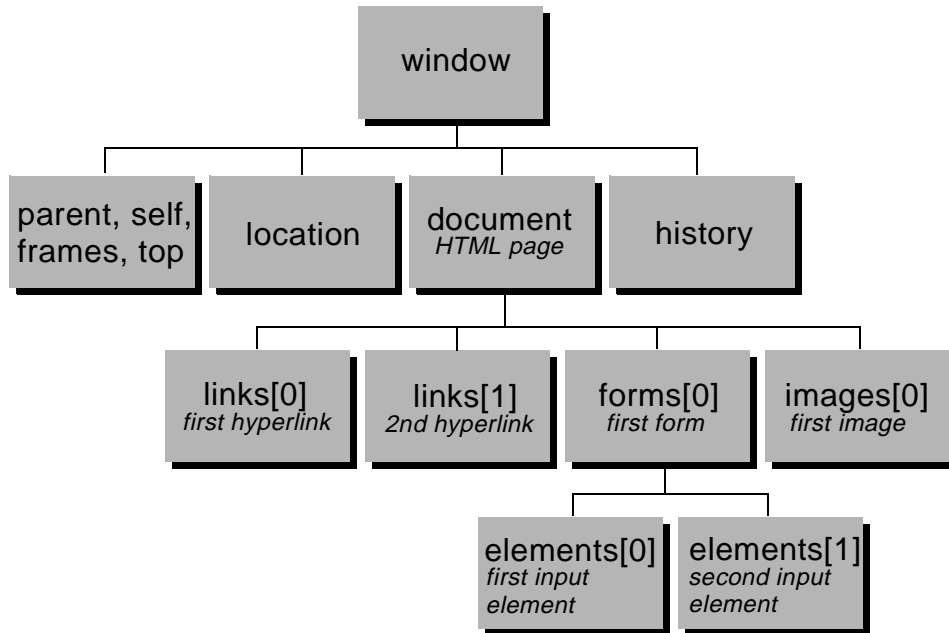 window
parent, self,
frames, top
location
document
HTML page
history
links[0]
first hyperlink
links[1]
2nd hyperlink
forms[0]
first form
images[0]
first image
elements[0]
first input
element
elements[1]
second input
element